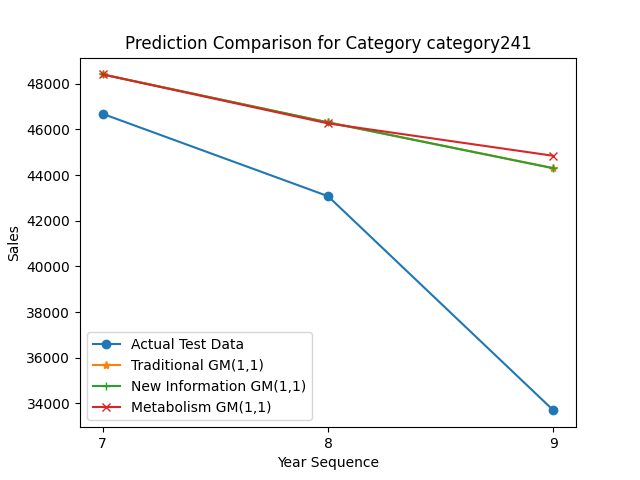 Prediction Comparison for Category category241
48000
46000
44000
42000
40000
38000
36000
34000
Sales
Actual Test Data
Traditional GM(1,1)
New Information GM(1,1)
Metabolism GM(1,1)
7
8
9
Year Sequence